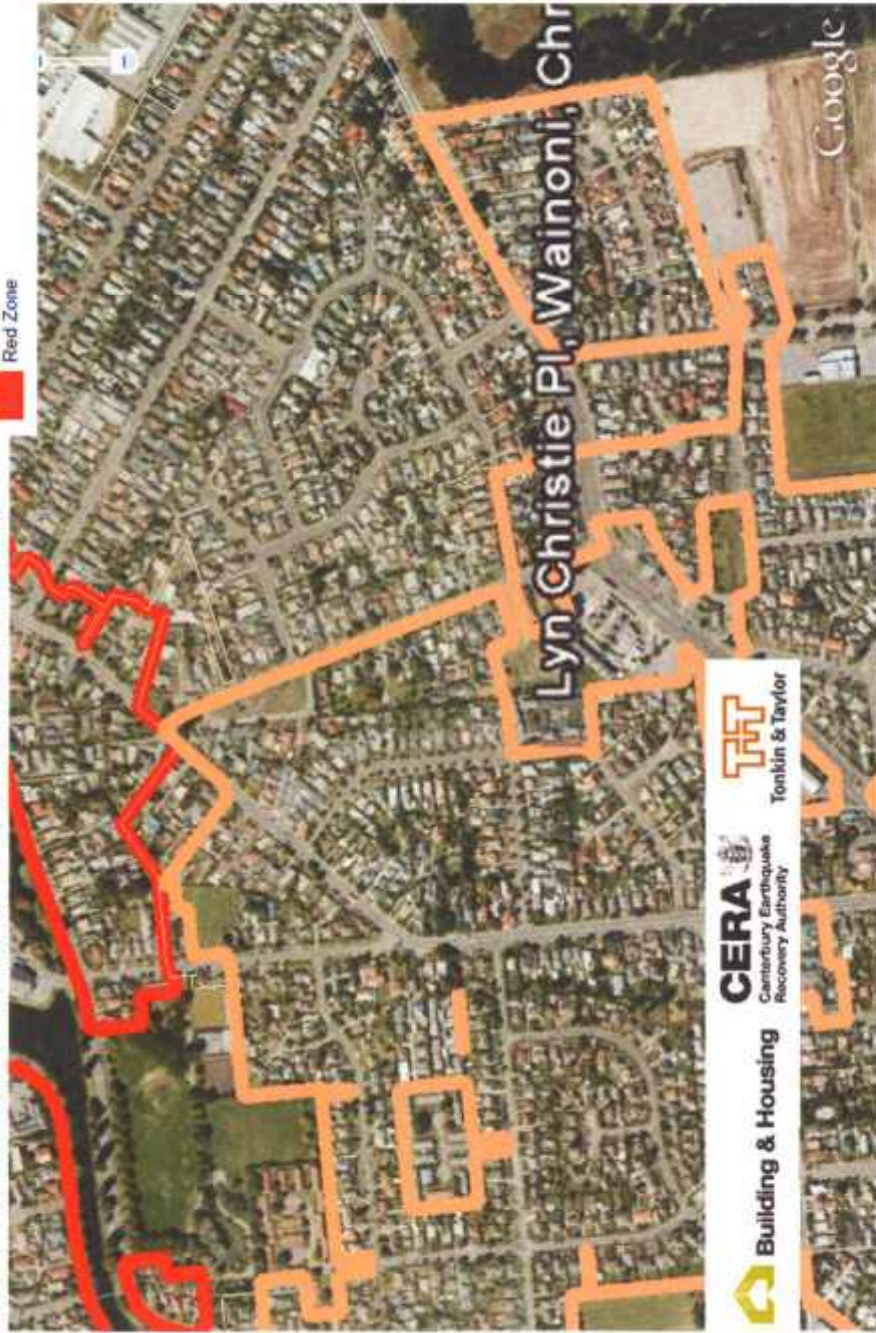 Red Zone
Lyn Christie Pl, Wainoni, Chr
Google
Building & Housing
CERA
Canterbury Earthquake
Recovery Authority
T+T
Tonkin & Taylor